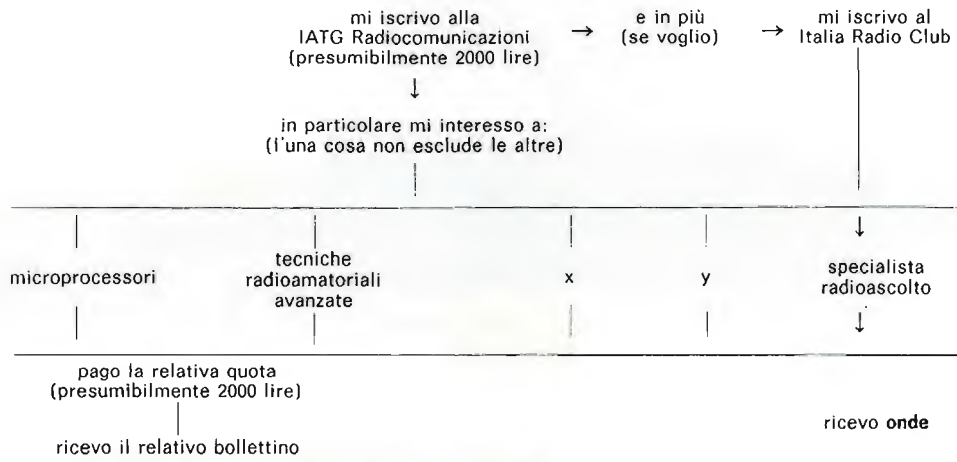 mi iscrivo alla
IATG Radiocomunicazioni
(presumibilmente 2000 lire)
e in più
(se voglio)
mi iscrivo al
Italia Radio Club
in particolare mi interesso a:
(l'una cosa non esclude le altre)
microprocessori
tecniche
radioamatoriali
avanzate
x
y
specialista
radioascolto
pago la relativa quota
(presumibilmente 2000 lire)
ricevo il relativo bollettino
ricevo onde